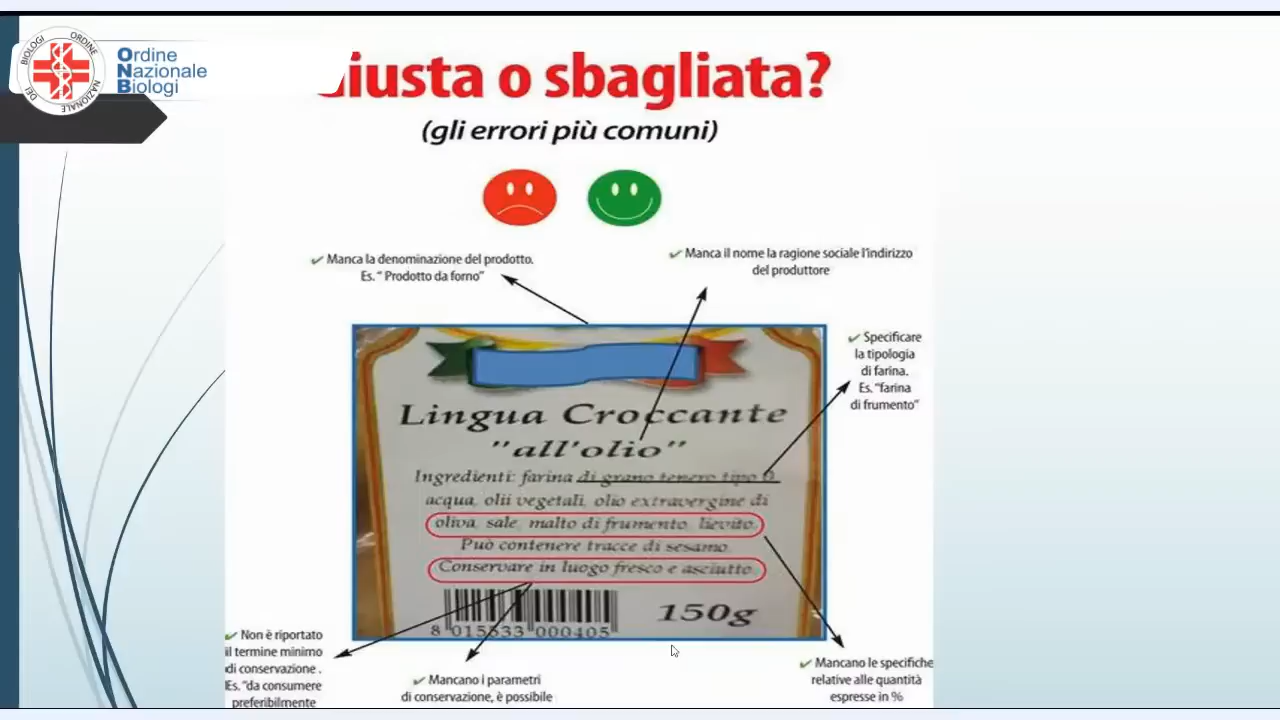 BIOLOGI ORDINE NAZIONALE DEI
Ordine
Nazionale
Biologi
iusta o sbagliata?
(gli errori più comuni)
Manca la denominazione del prodotto.
Es. “ Prodotto da forno”
Manca il nome la ragione sociale l’indirizzo
del produttore
Specificare
la tipologia
di farina.
Es. “farina
di frumento”
Lingua Croccante
"all'olio"
Ingredienti: farina di grano tenero tipo 0,
acqua, olii vegetali, olio extravergine di
oliva, sale, malto di frumento, lievito.
Può contenere tracce di sesamo.
Conservare in luogo fresco e asciutto.
150g
8 015533 000405
Non è riportato
il termine minimo
di conservazione .
Es. “da consumere
preferibilmente
Mancano i parametri
di conservazione, è possibile
Mancano le specifiche
relative alle quantità
espresse in %